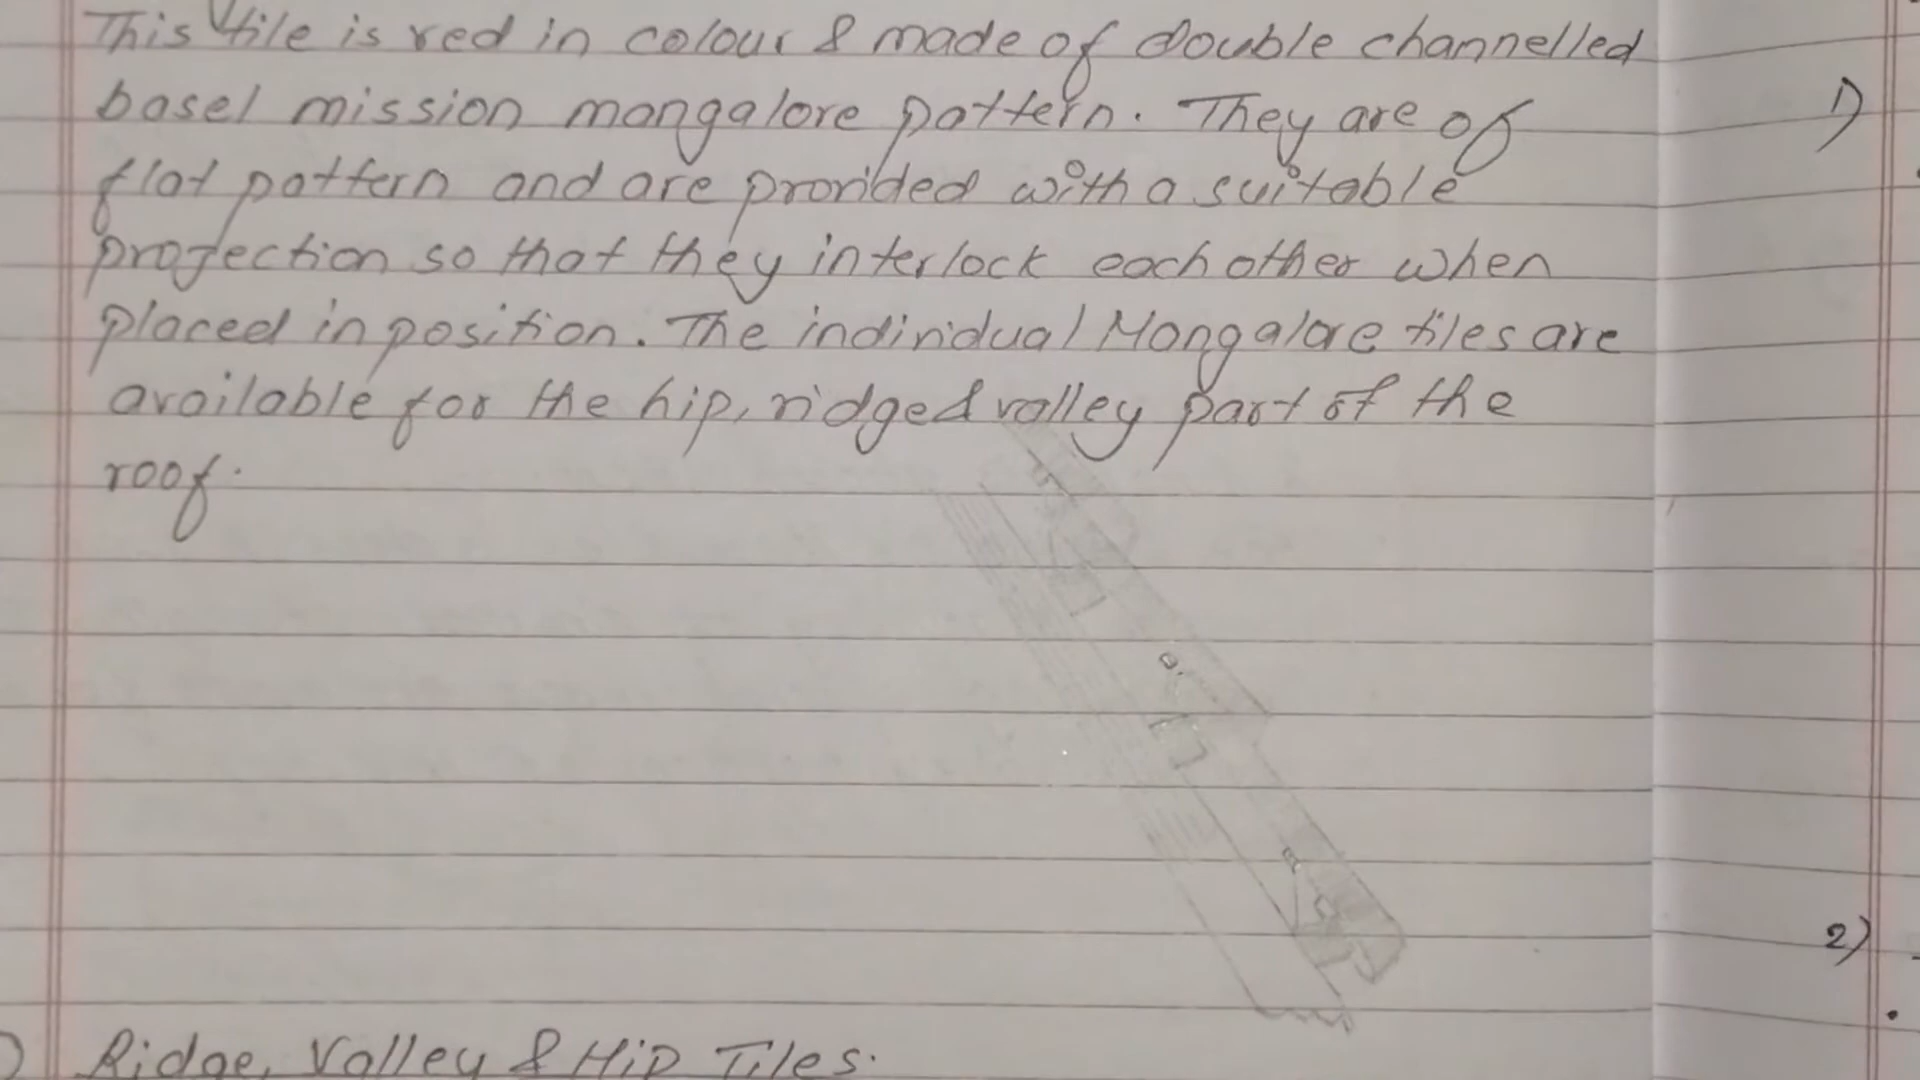 This tile is red in colour & made of double channelled
basel mission mangalore pattern. They are of
flat pattern and are provided with a suitable
projection so that they interlock each other when
placed in position. The individual Mangalore tiles are
available for the hip, ridge & valley part of the
roof.
Ridge, Valley & Hip Tiles.
1)
2)